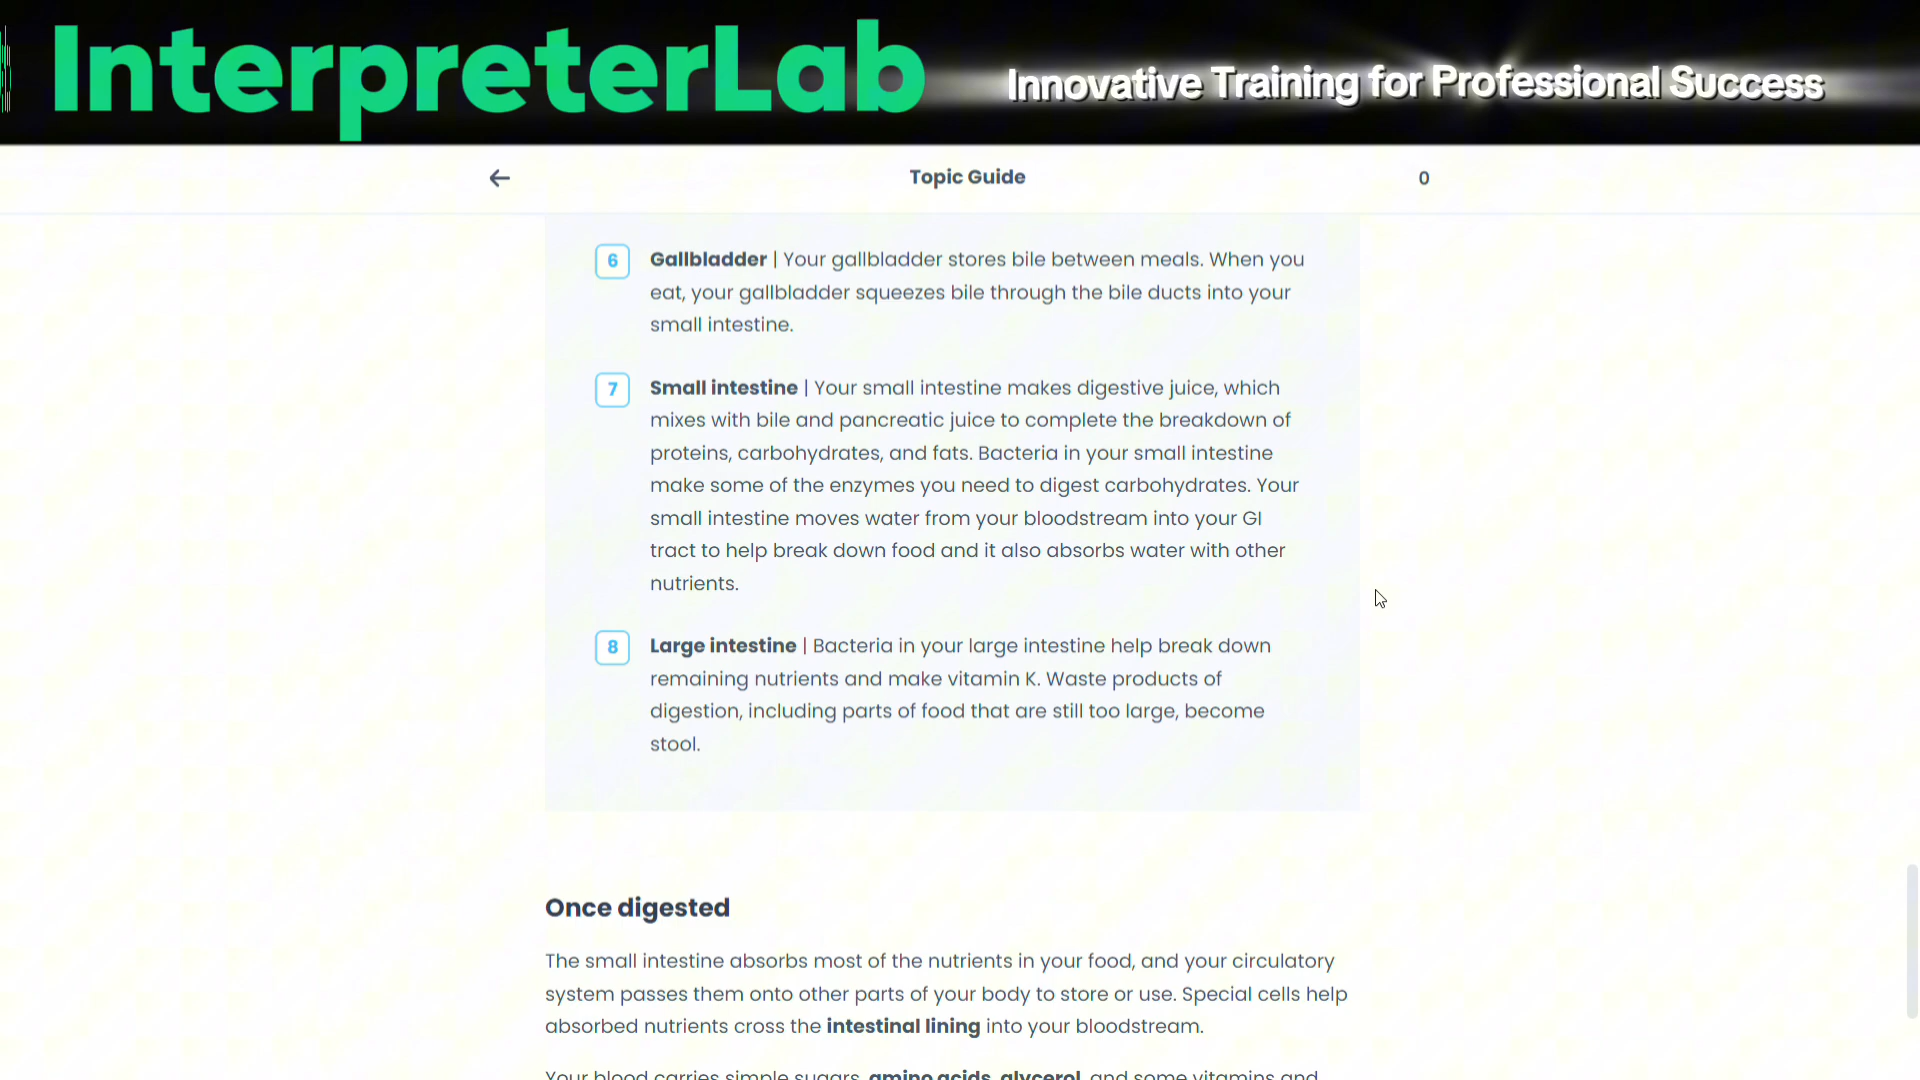 InterpreterLab
Innovative Training for Professional Success
Topic Guide
0
6
Gallbladder | Your gallbladder stores bile between meals. When you
eat, your gallbladder squeezes bile through the bile ducts into your
small intestine.
7
Small intestine | Your small intestine makes digestive juice, which
mixes with bile and pancreatic juice to complete the breakdown of
proteins, carbohydrates, and fats. Bacteria in your small intestine
make some of the enzymes you need to digest carbohydrates. Your
small intestine moves water from your bloodstream into your GI
tract to help break down food and it also absorbs water with other
nutrients.
8
Large intestine | Bacteria in your large intestine help break down
remaining nutrients and make vitamin K. Waste products of
digestion, including parts of food that are still too large, become
stool.
Once digested
The small intestine absorbs most of the nutrients in your food, and your circulatory
system passes them onto other parts of your body to store or use. Special cells help
absorbed nutrients cross the intestinal lining into your bloodstream.
Your blood carries simple sugars, amino acids, glycerol, and some vitamins and